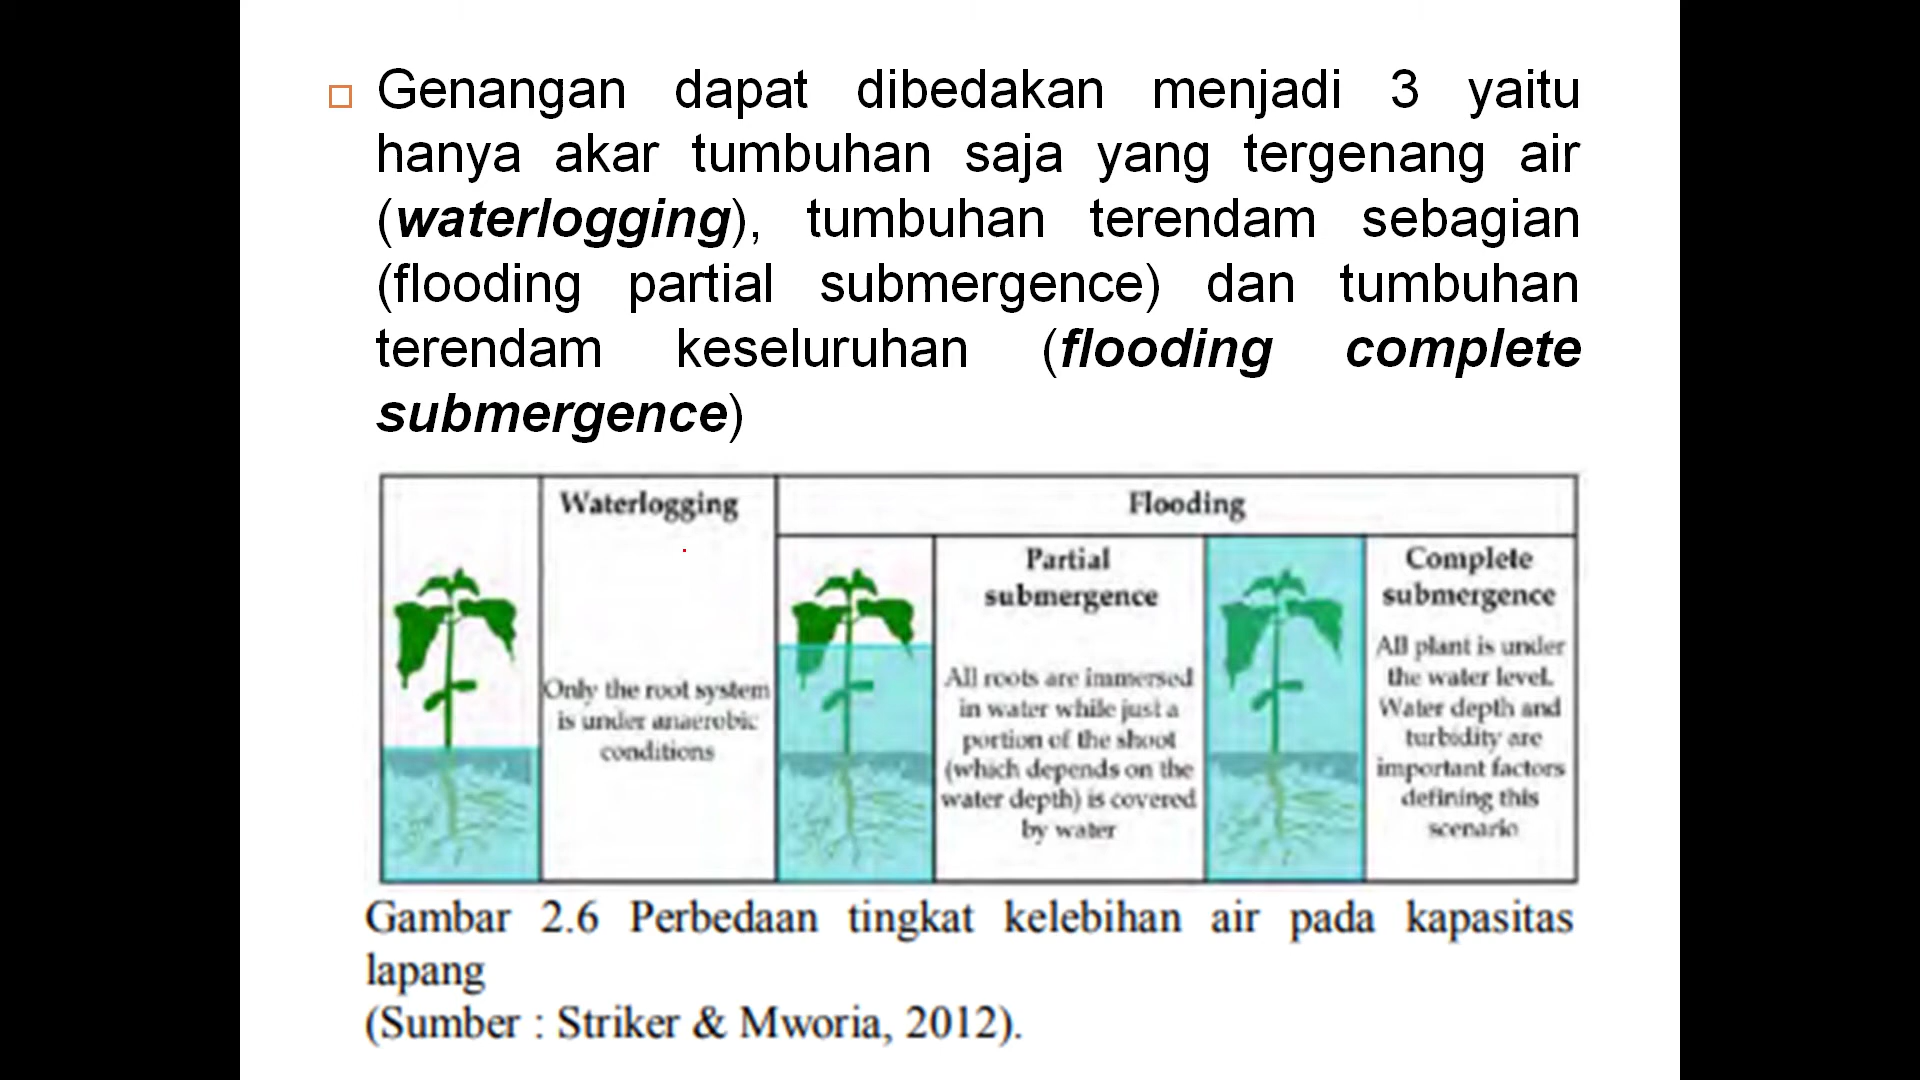 Genangan dapat dibedakan menjadi 3 yaitu
hanya akar tumbuhan saja yang tergenang air
(waterlogging), tumbuhan terendam sebagian
(flooding partial submergence) dan tumbuhan
terendam keseluruhan (flooding complete
submergence)
Waterlogging
Only the root system
is under anaerobic
conditions
Flooding
Partial
submergence
All roots are immersed
in water while just a
portion of the shoot
(which depends on the
water depth) is covered
by water
Complete
submergence
All plant is under
the water level.
Water depth and
turbidity are
important factors
defining this
scenario
Gambar 2.6 Perbedaan tingkat kelebihan air pada kapasitas
lapang
(Sumber : Striker & Mworia, 2012).